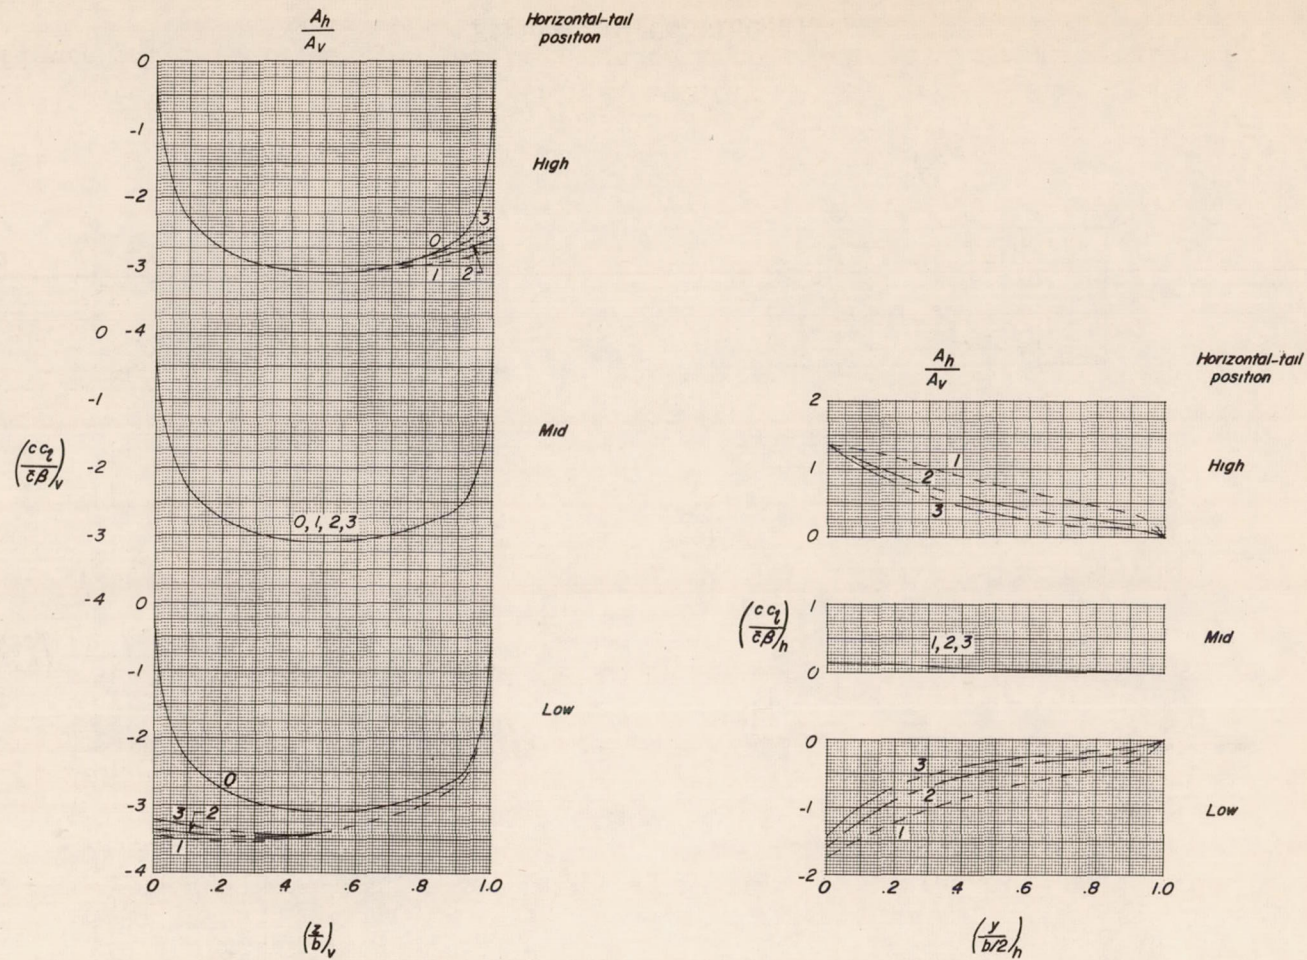 A_h / A_v
Horizontal-tail position
0
-1
-2
-3
-4
High
0
3
1
2
0
-1
-2
-3
-4
(c c_l / c̄ β)_v
Mid
0, 1, 2, 3
0
-1
-2
-3
-4
Low
0
3
2
1
0 .2 .4 .6 .8 1.0
(z/b)_v
A_h / A_v
Horizontal-tail position
2
1
0
1
2
3
High
(c c_l / c̄ β)_h
1
0
1, 2, 3
Mid
0
-1
-2
3
2
1
Low
0 .2 .4 .6 .8 1.0
(y / b/2)_h